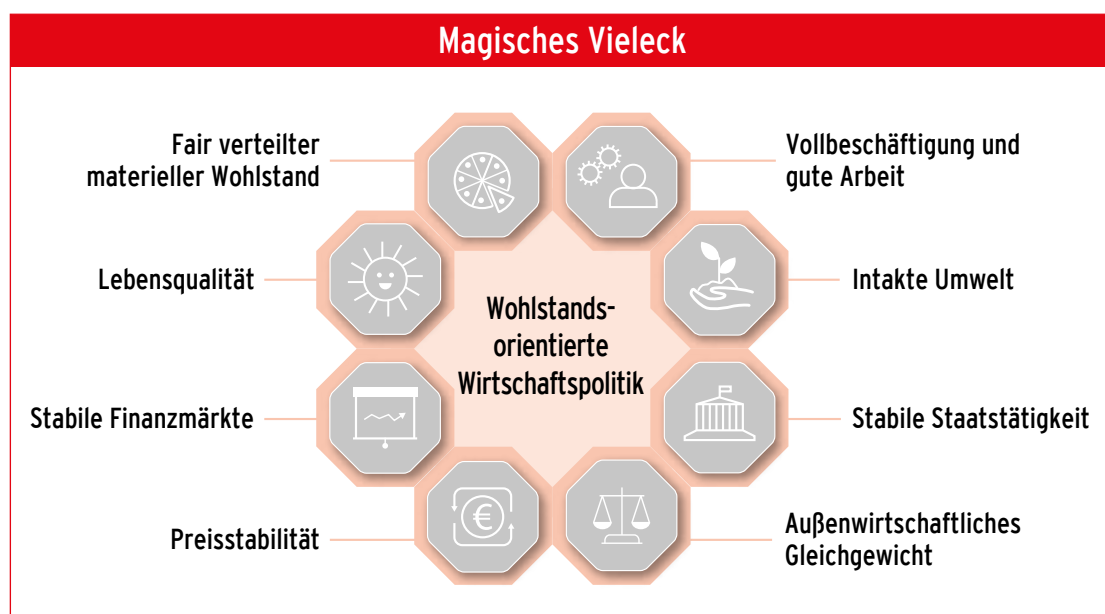 Magisches Vieleck
Fair verteilter
materieller Wohlstand
Vollbeschäftigung und
gute Arbeit
Lebensqualität
Intakte Umwelt
Wohlstands-
orientierte
Wirtschaftspolitik
Stabile Finanzmärkte
Stabile Staatstätigkeit
Preisstabilität
Außenwirtschaftliches
Gleichgewicht
€